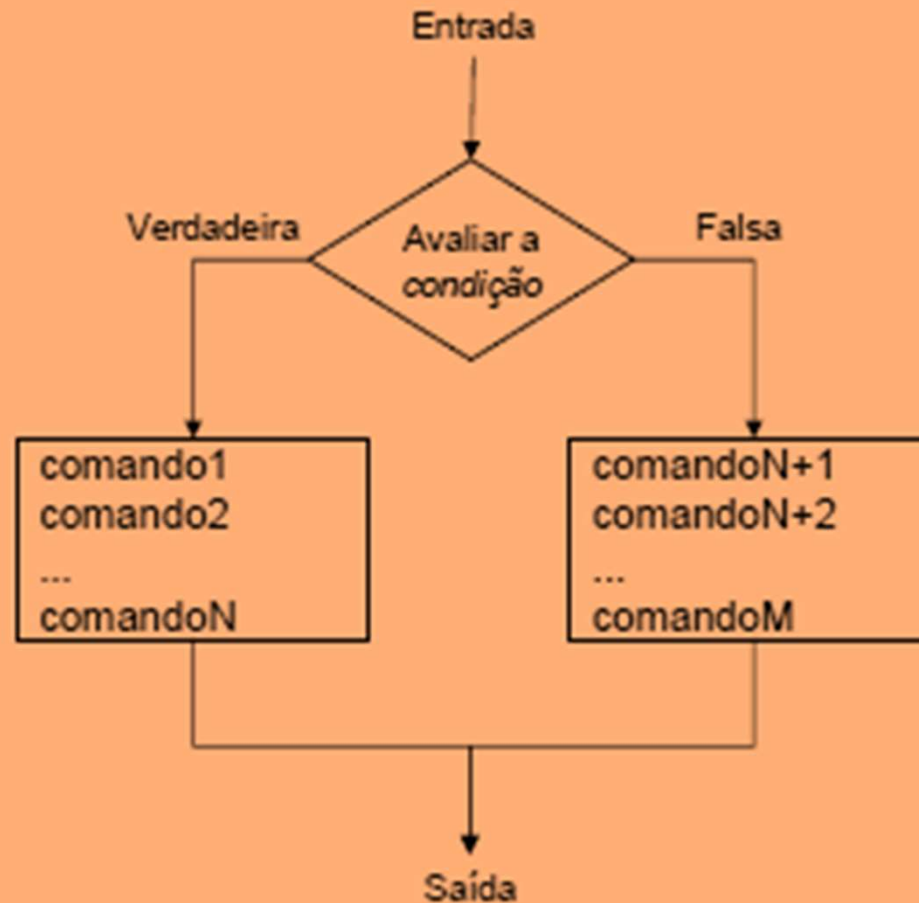 Entrada
Verdadeira
Avaliar a
condição
Falsa
comando1
comando2
...
comandoN
comandoN+1
comandoN+2
...
comandoM
Saída